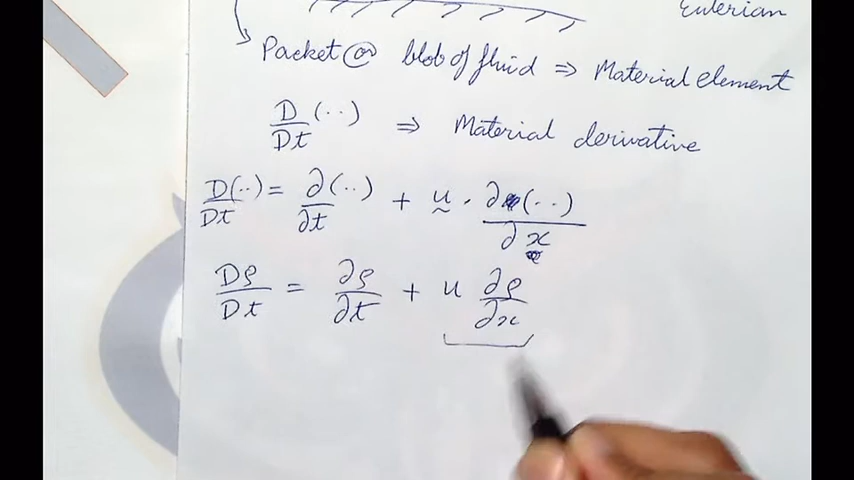 Eulerian
Packet @ blob of fluid ⇒ Material element
D/Dt (..) ⇒ Material derivative
D(..)/Dt = ∂(..)/∂t + u · ∂(..)/∂x
Dρ/Dt = ∂ρ/∂t + u ∂ρ/∂x